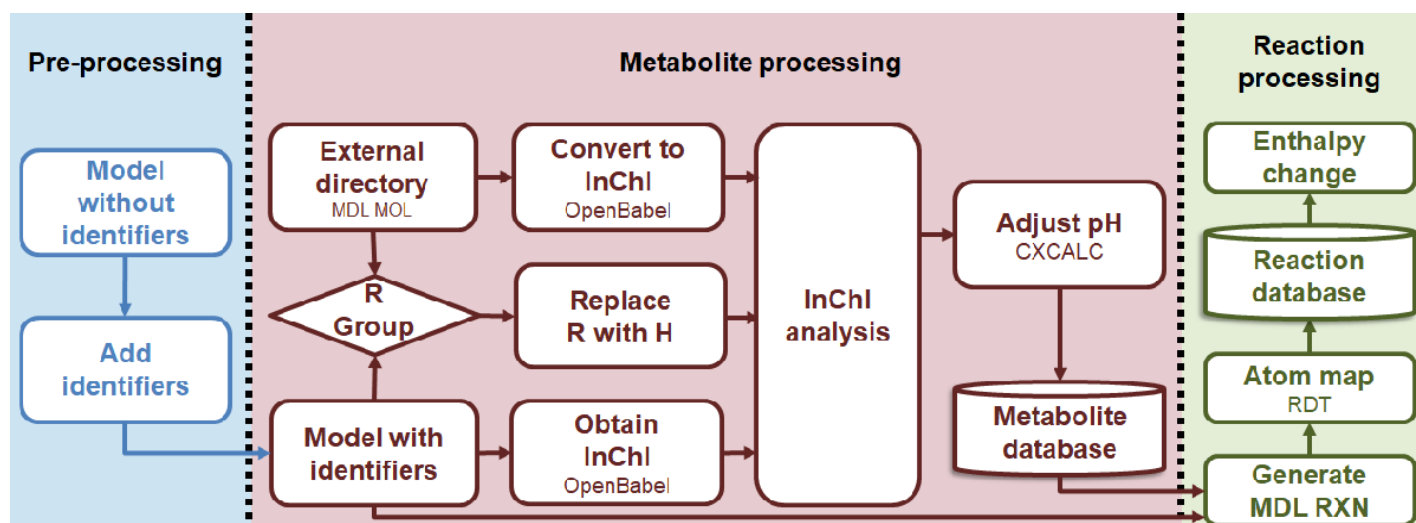 Pre-processing
Model
without
identifiers
Add
identifiers
Metabolite processing
External
directory
MDL MOL
Convert to
InChI
OpenBabel
R
Group
Replace
R with H
Model with
identifiers
Obtain
InChI
OpenBabel
InChI
analysis
Adjust pH
CXCALC
Metabolite
database
Reaction
processing
Enthalpy
change
Reaction
database
Atom map
RDT
Generate
MDL RXN